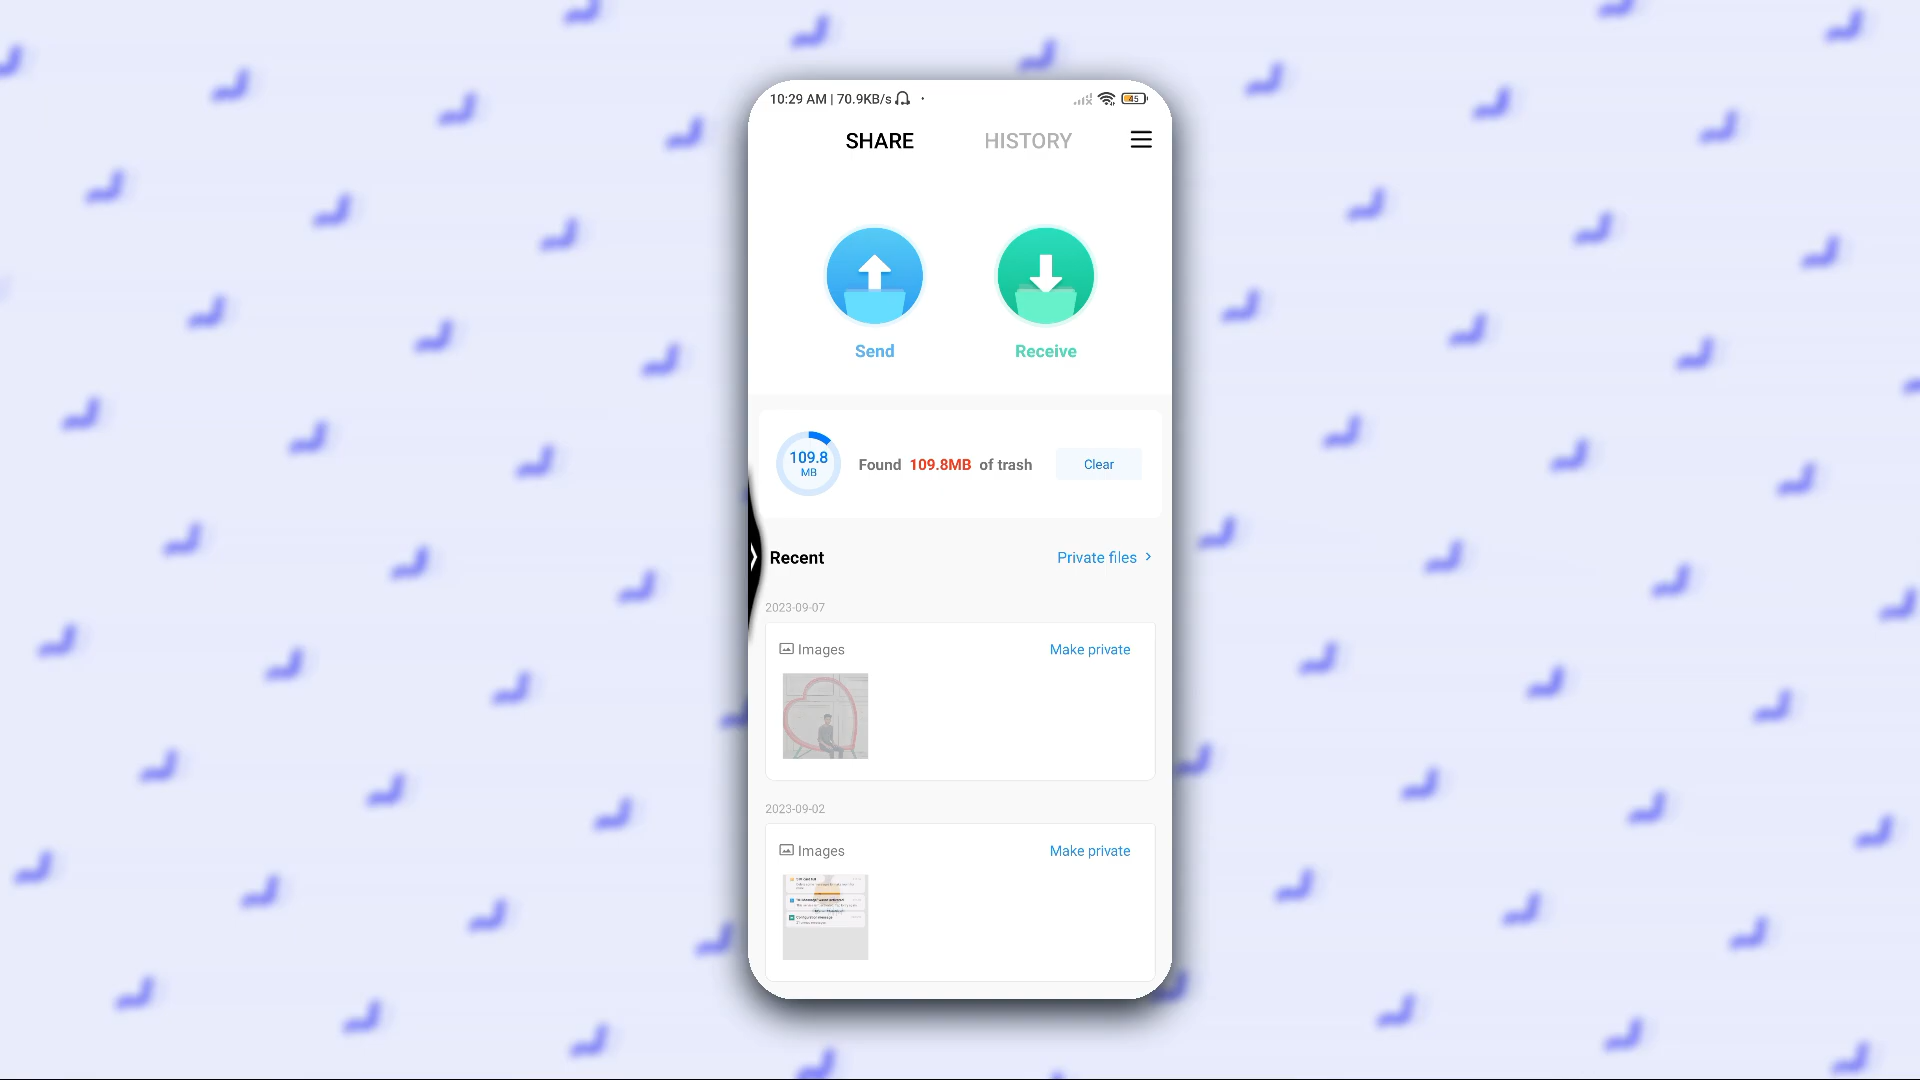 10:29 AM | 70.9KB/s
45
SHARE
HISTORY
Send
Receive
109.8
MB
Found 109.8MB of trash
Clear
Recent
Private files
2023-09-07
Images
Make private
2023-09-02
Images
Make private